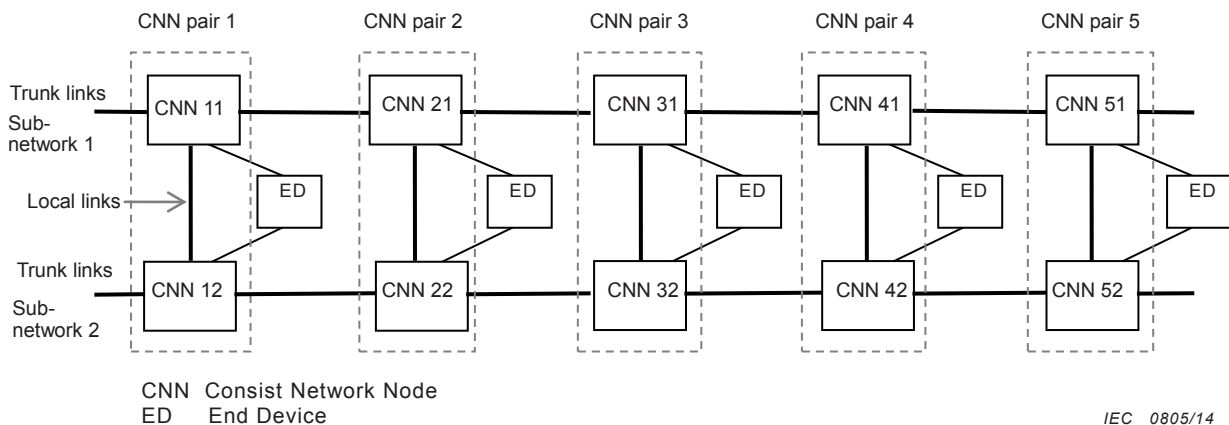 CNN pair 1
CNN pair 2
CNN pair 3
CNN pair 4
CNN pair 5
Trunk links
CNN 11
CNN 21
CNN 31
CNN 41
CNN 51
Sub-
network 1
Local links
ED
ED
ED
ED
ED
Trunk links
CNN 12
CNN 22
CNN 32
CNN 42
CNN 52
Sub-
network 2
CNN Consist Network Node
ED End Device
IEC 0805/14